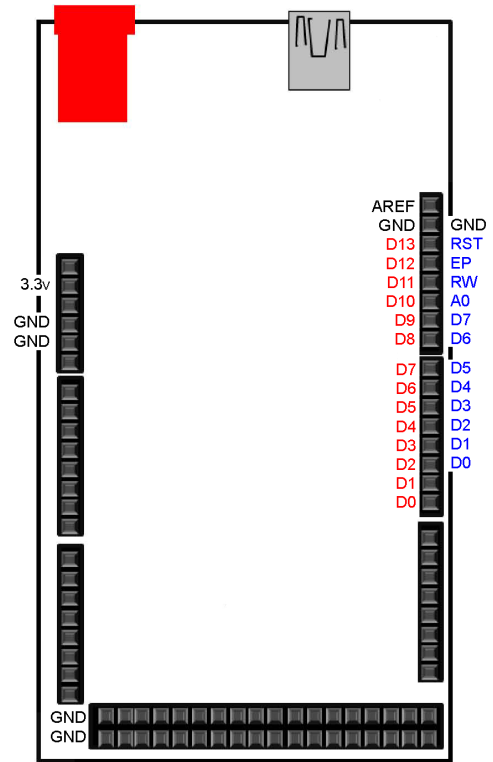 AREF
GND GND
D13 RST
D12 EP
3.3v D11 RW
D10 A0
GND D9 D7
GND D8 D6
D7 D5
D6 D4
D5 D3
D4 D2
D3 D1
D2 D0
D1
D0
GND
GND